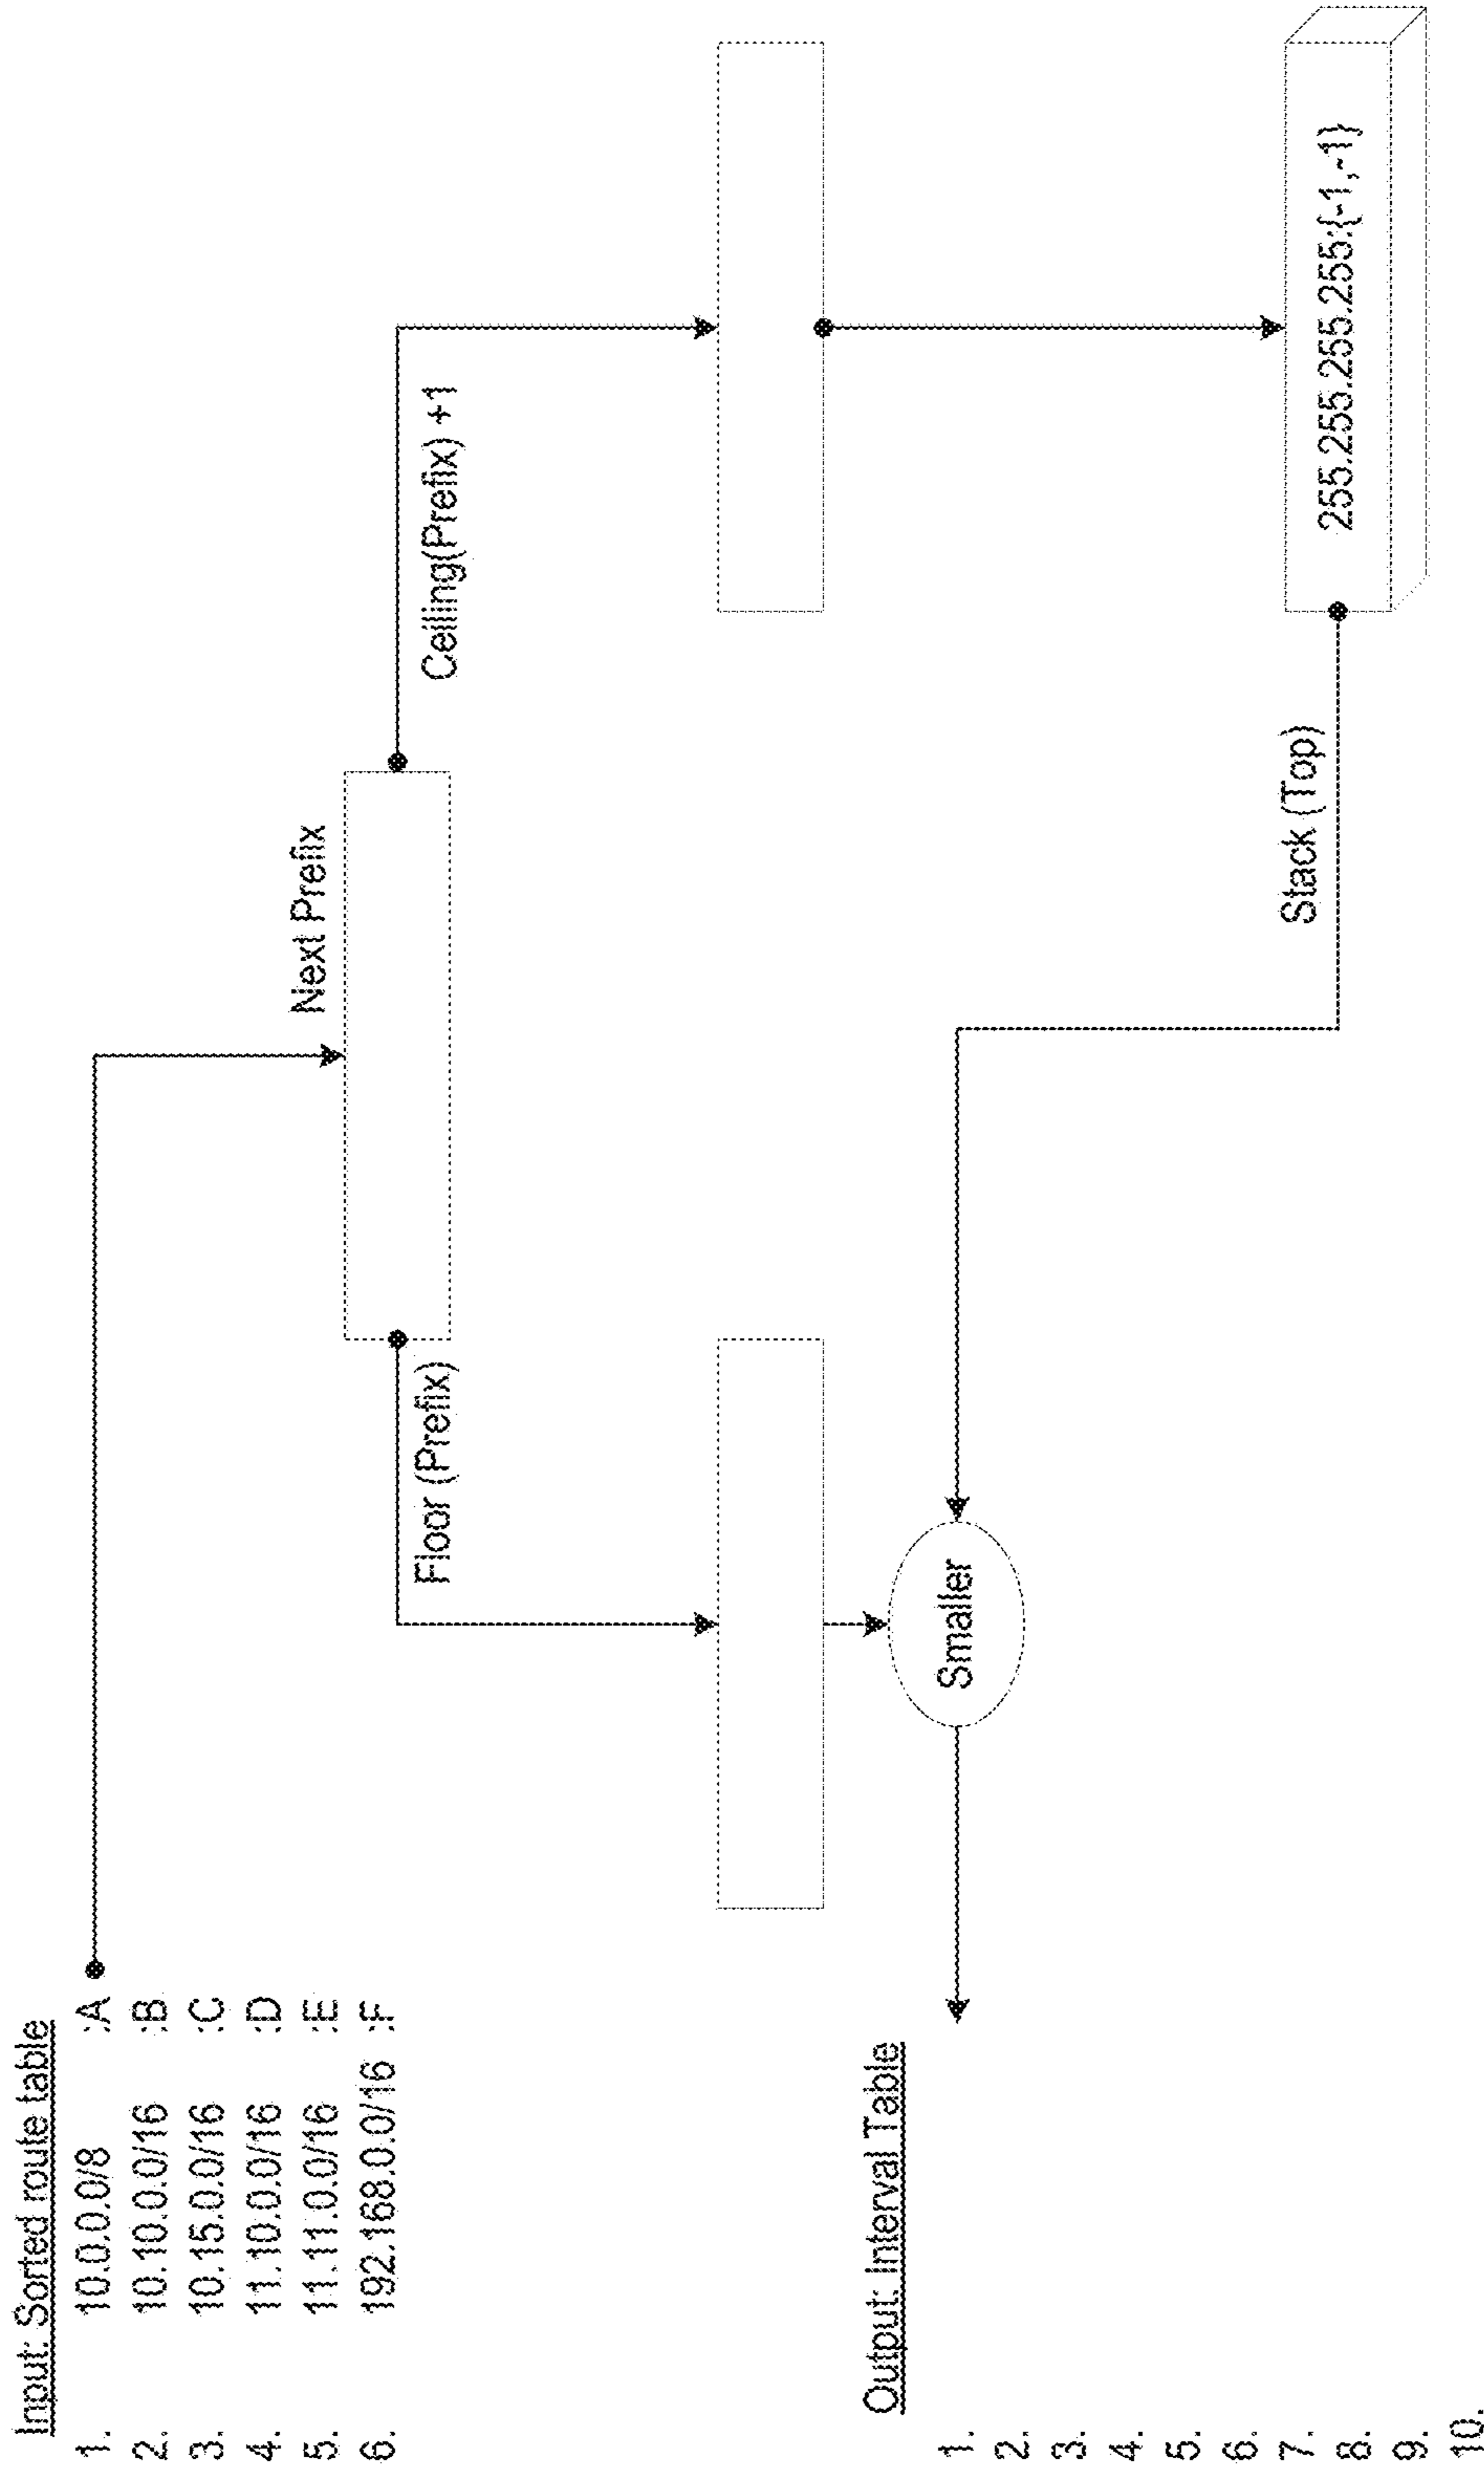 Input: Sorted route table
1. 10.0.0.0/8 :A
2. 10.10.0.0/16 :B
3. 10.15.0.0/16 :C
4. 11.10.0.0/16 :D
5. 11.11.0.0/16 :E
6. 192.168.0.0/16 :F
Next Prefix
Floor (Prefix)
Ceiling(Prefix) +1
Smaller
Stack (Top)
255.255.255.255:{-1,-1}
Output: Interval Table
1.
2.
3.
4.
5.
6.
7.
8.
9.
10.